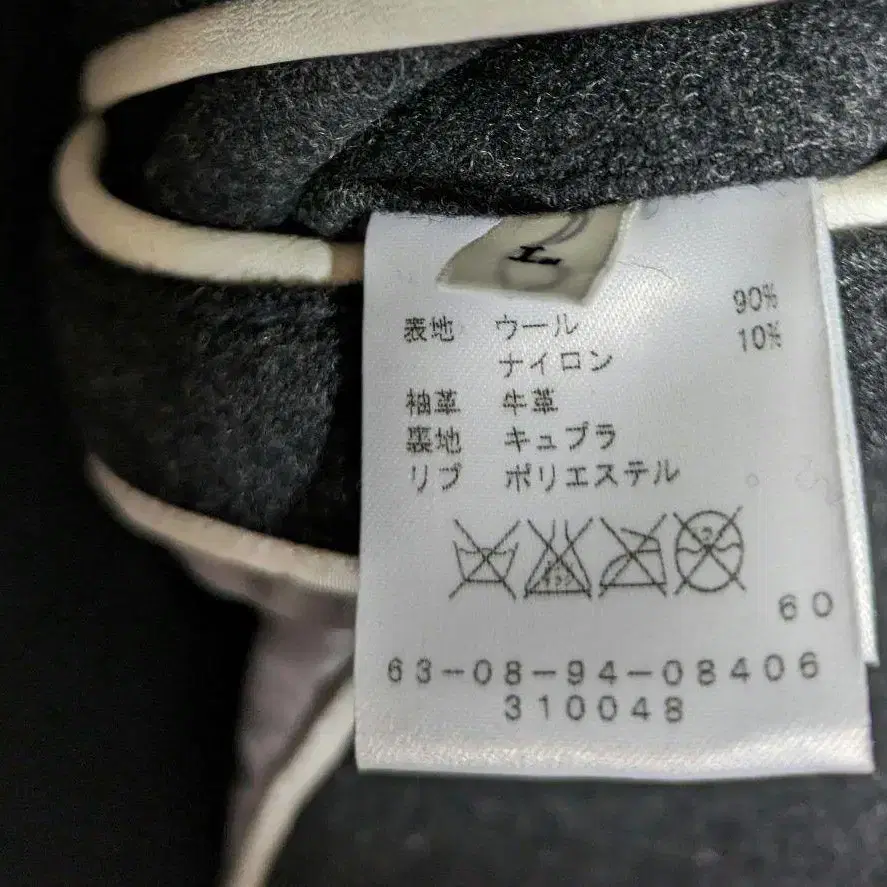 L
90%
表地 ウール 10%
ナイロン
袖革 牛革
裏地 キュプラ
リブ ポリエステル
60
63-08-94-08406
310048